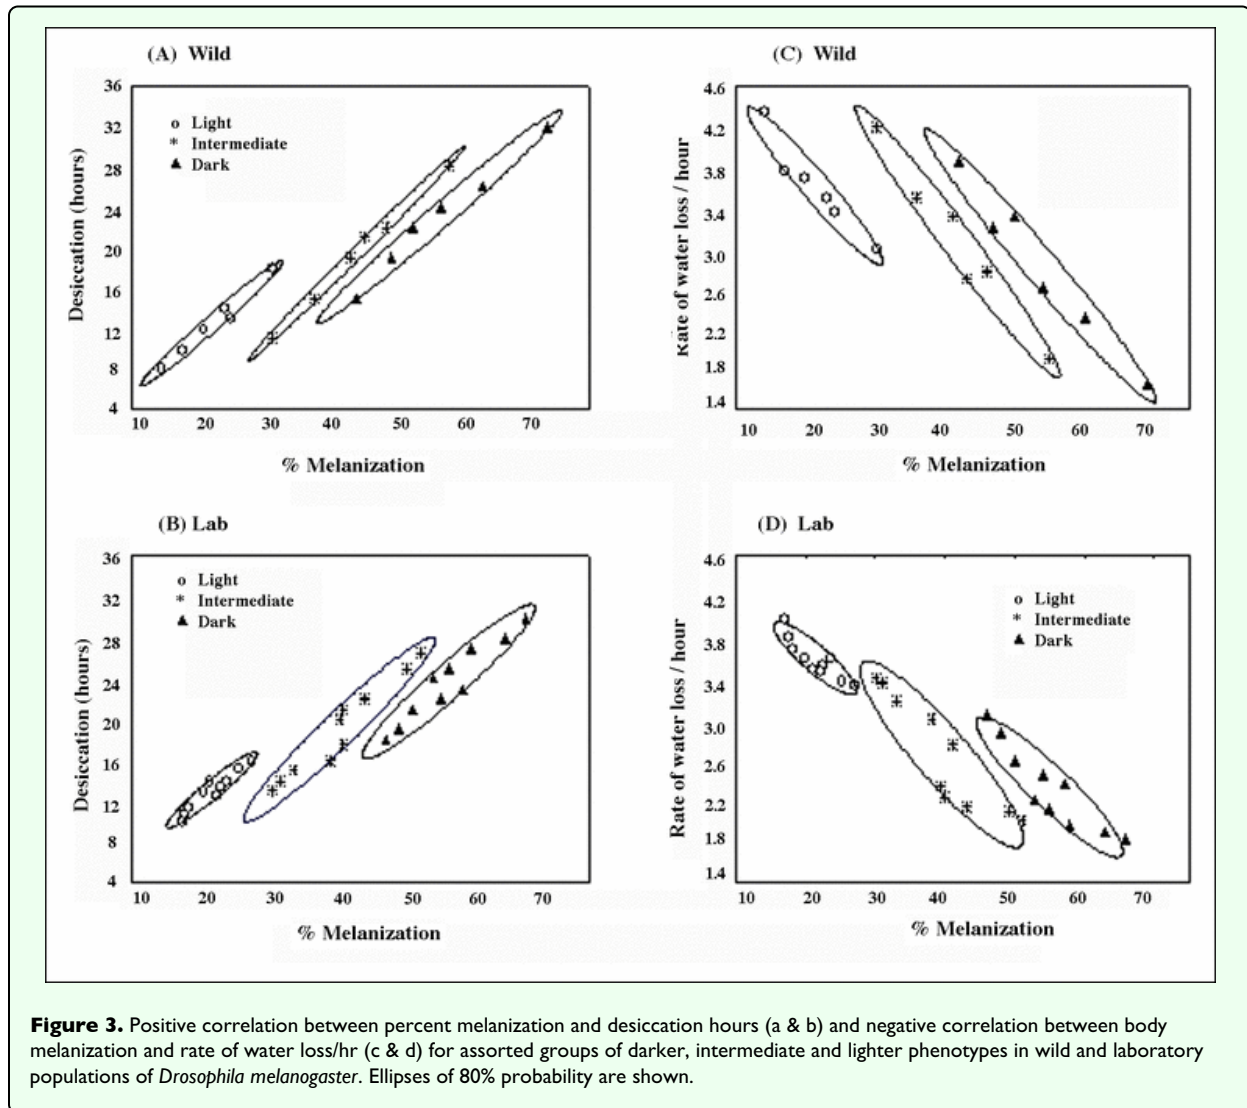 (A) Wild
36
32
28
24
20
16
12
8
4
Desiccation (hours)
o Light
* Intermediate
▲ Dark
10 20 30 40 50 60 70
% Melanization
(C) Wild
4.6
4.2
3.8
3.4
3.0
2.6
2.2
1.8
1.4
Rate of water loss / hour
10 20 30 40 50 60 70
% Melanization
(B) Lab
36
32
28
24
20
16
12
8
4
Desiccation (hours)
o Light
* Intermediate
▲ Dark
10 20 30 40 50 60 70
% Melanization
(D) Lab
4.6
4.2
3.8
3.4
3.0
2.6
2.2
1.8
1.4
Rate of water loss / hour
o Light
* Intermediate
▲ Dark
10 20 30 40 50 60 70
% Melanization
Figure 3. Positive correlation between percent melanization and desiccation hours (a & b) and negative correlation between body
melanization and rate of water loss/hr (c & d) for assorted groups of darker, intermediate and lighter phenotypes in wild and laboratory
populations of Drosophila melanogaster. Ellipses of 80% probability are shown.